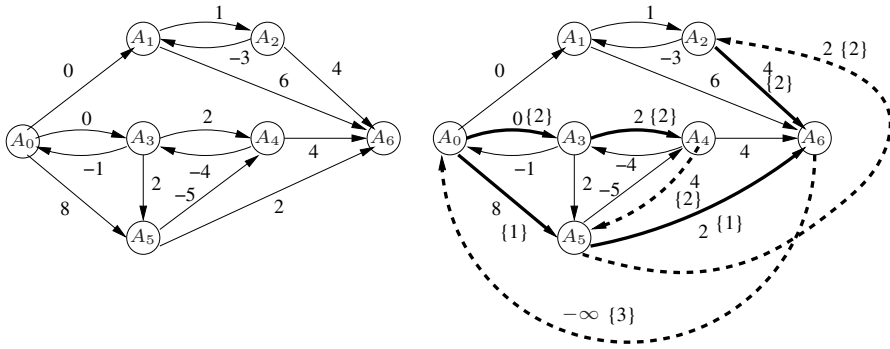 1
A1 A2
−3
0 6 4
0 2
A0 A3 A4 A6
−1 −4 4
2 −5
8 2
A5
1
A1 A2 2 {2}
−3
0 6 4 {2}
0 {2} 2 {2}
A0 A3 A4 A6
−1 −4 4
2 −5 4 {2}
8 {1} 2 {1}
A5
−∞ {3}